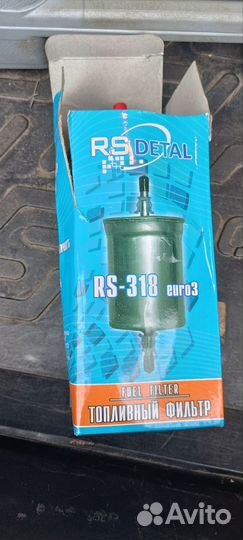 RS DETAL
RS-318 euro3
FUEL FILTER
ТОПЛИВНЫЙ ФИЛЬТР
Avito